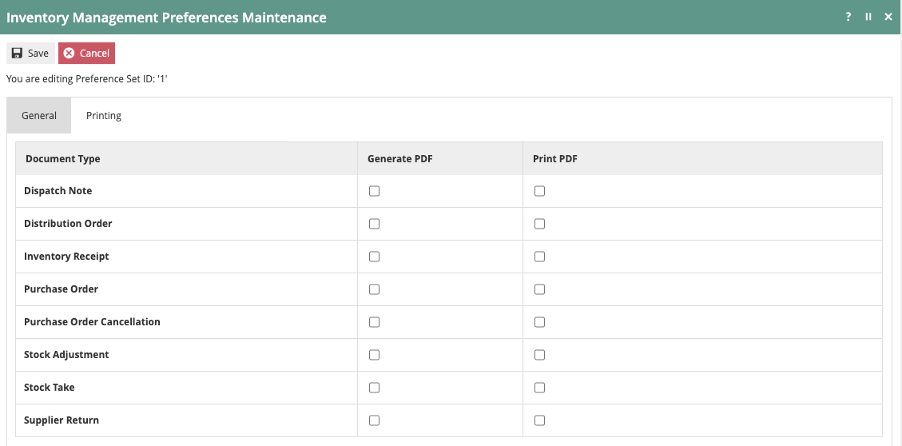 Inventory Management Preferences Maintenance ? II ×
Save Cancel
You are editing Preference Set ID: '1'
General Printing
Document Type Generate PDF Print PDF
Dispatch Note
Distribution Order
Inventory Receipt
Purchase Order
Purchase Order Cancellation
Stock Adjustment
Stock Take
Supplier Return